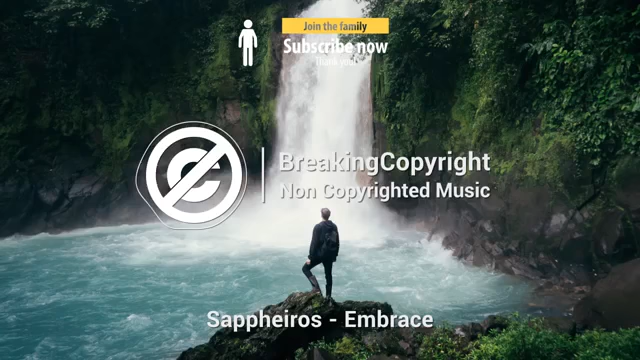 Join the family
Subscribe now
Thank you!
BreakingCopyright
Non Copyrighted Music
Sappheiros - Embrace